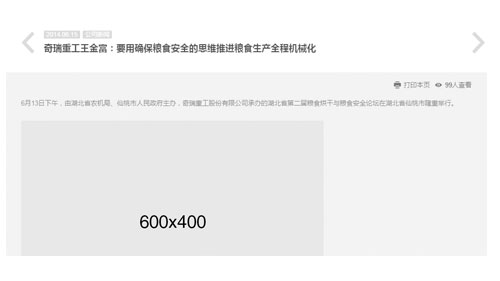 2014.06.15 公司新闻
奇瑞重工王金富：要用确保粮食安全的思维推进粮食生产全程机械化
打印本页 99人查看
6月13日下午，由湖北省农机局、仙桃市人民政府主办，奇瑞重工股份有限公司承办的湖北省第二届粮食烘干与粮食安全论坛在湖北省仙桃市隆重举行。
600x400